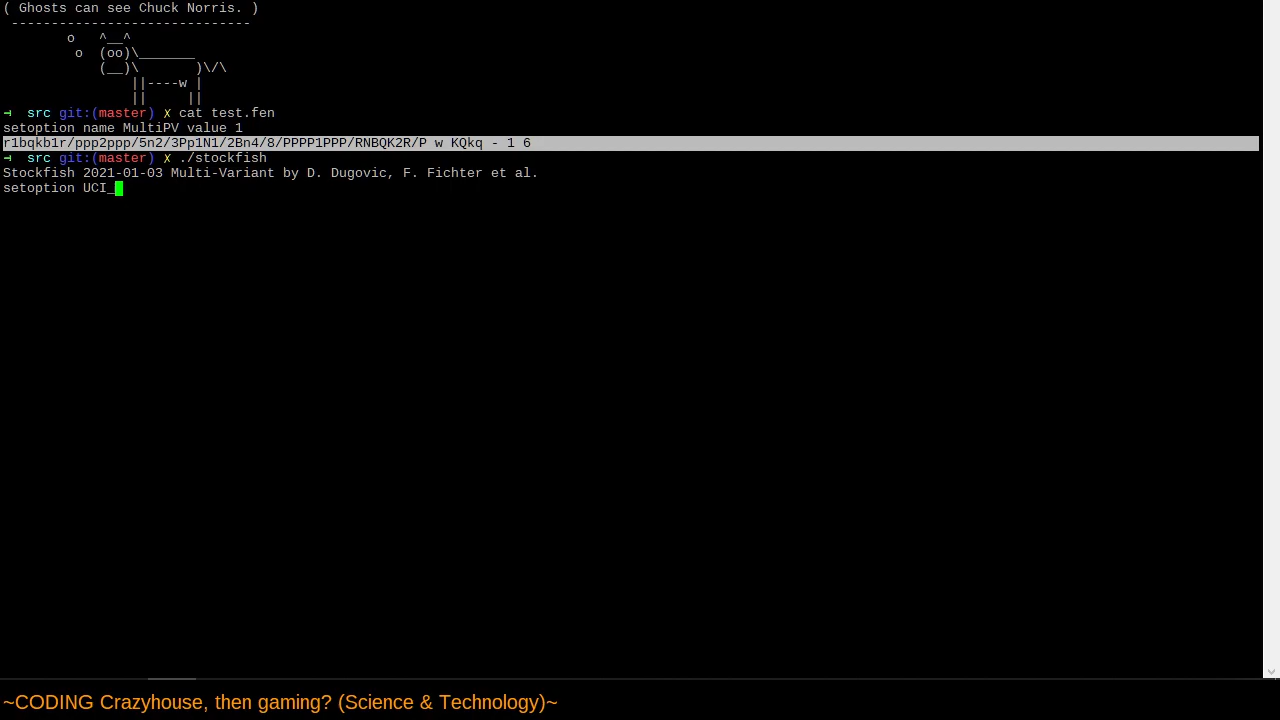 ( Ghosts can see Chuck Norris. )
 ------------------------------
        o   ^__^
         o  (oo)\_______
            (__)\       )\/\
                ||----w |
                ||     ||
→  src git:(master) ✗ cat test.fen
setoption name MultiPV value 1
r1bqkb1r/ppp2ppp/5n2/3Pp1N1/2Bn4/8/PPPP1PPP/RNBQK2R/P w KQkq - 1 6
→  src git:(master) ✗ ./stockfish
Stockfish 2021-01-03 Multi-Variant by D. Dugovic, F. Fichter et al.
setoption UCI_
~CODING Crazyhouse, then gaming? (Science & Technology)~